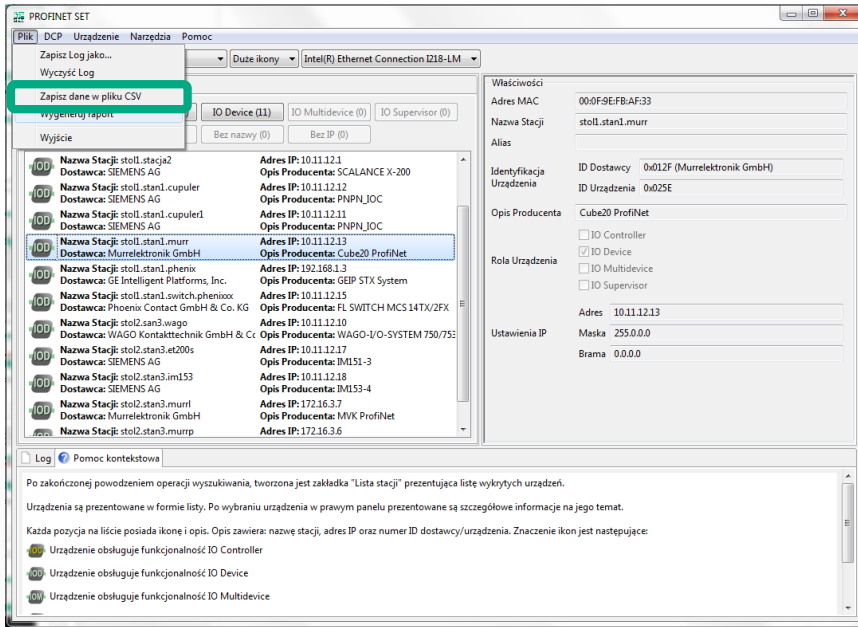 PROFINET SET
Plik DCP Urządzenie Narzędzia Pomoc
Zapisz Log jako...
Wyczyść Log
Zapisz dane w pliku CSV
Wygeneruj raport
Wyjście
Duże ikony Intel(R) Ethernet Connection I218-LM
IO Device (11) IO Multidevice (0) IO Supervisor (0)
Bez nazwy (0) Bez IP (0)
Nazwa Stacji: stol1.stacja2 Adres IP: 10.11.12.1
Dostawca: SIEMENS AG Opis Producenta: SCALANCE X-200
Nazwa Stacji: stol1.stan1.cupuler Adres IP: 10.11.12.12
Dostawca: SIEMENS AG Opis Producenta: PNPN_IOC
Nazwa Stacji: stol1.stan1.cupuler1 Adres IP: 10.11.12.11
Dostawca: SIEMENS AG Opis Producenta: PNPN_IOC
Nazwa Stacji: stol1.stan1.murr Adres IP: 10.11.12.13
Dostawca: Murrelektronik GmbH Opis Producenta: Cube20 ProfiNet
Nazwa Stacji: stol1.stan1.phenix Adres IP: 192.168.1.3
Dostawca: GE Intelligent Platforms, Inc. Opis Producenta: GEIP STX System
Nazwa Stacji: stol1.stan1.switch.phenixxx Adres IP: 10.11.12.15
Dostawca: Phoenix Contact GmbH & Co. KG Opis Producenta: FL SWITCH MCS 14TX/2FX
Nazwa Stacji: stol2.san3.wago Adres IP: 10.11.12.10
Dostawca: WAGO Kontakttechnik GmbH & Cc Opis Producenta: WAGO-I/O-SYSTEM 750/753
Nazwa Stacji: stol2.stan3.et200s Adres IP: 10.11.12.17
Dostawca: SIEMENS AG Opis Producenta: IM151-3
Nazwa Stacji: stol2.stan3.im153 Adres IP: 10.11.12.18
Dostawca: SIEMENS AG Opis Producenta: IM153-4
Nazwa Stacji: stol2.stan3.murrl Adres IP: 172.16.3.7
Dostawca: Murrelektronik GmbH Opis Producenta: MVK ProfiNet
Nazwa Stacji: stol2.stan3.murrp Adres IP: 172.16.3.6
Właściwości
Adres MAC 00:0F:9E:FB:AF:33
Nazwa Stacji stol1.stan1.murr
Alias
Identyfikacja Urządzenia
ID Dostawcy 0x012F (Murrelektronik GmbH)
ID Urządzenia 0x025E
Opis Producenta Cube20 ProfiNet
Rola Urządzenia
IO Controller
IO Device
IO Multidevice
IO Supervisor
Ustawienia IP
Adres 10.11.12.13
Maska 255.0.0.0
Brama 0.0.0.0
Log Pomoc kontekstowa
Po zakończonej powodzeniem operacji wyszukiwania, tworzona jest zakładka "Lista stacji" prezentująca listę wykrytych urządzeń.
Urządzenia są prezentowane w formie listy. Po wybraniu urządzenia w prawym panelu prezentowane są szczegółowe informacje na jego temat.
Każda pozycja na liście posiada ikonę i opis. Opis zawiera: nazwę stacji, adres IP oraz numer ID dostawcy/urządzenia. Znaczenie ikon jest następujące:
Urządzenie obsługuje funkcjonalność IO Controller
IOD Urządzenie obsługuje funkcjonalność IO Device
IOM Urządzenie obsługuje funkcjonalność IO Multidevice